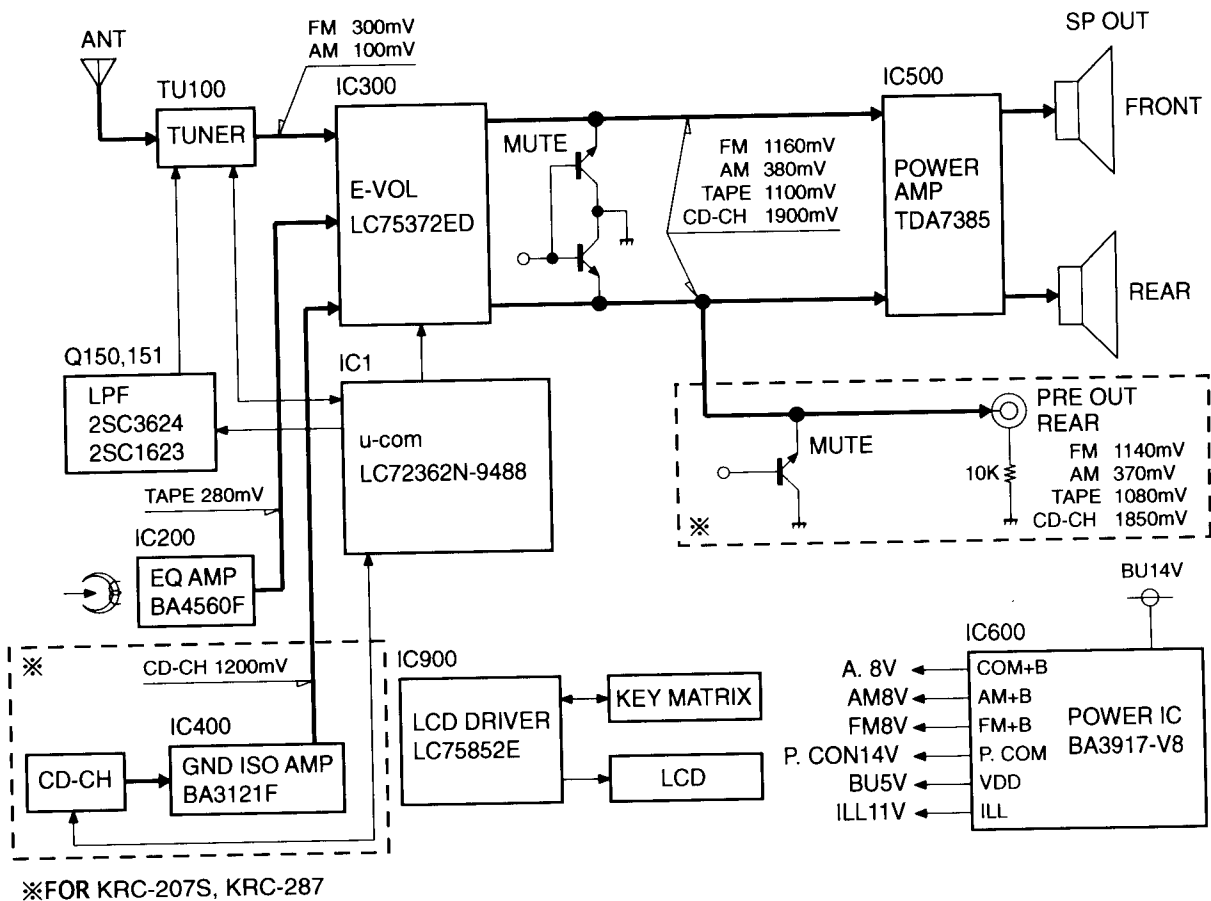 FM 300mV
AM 100mV
SP OUT
ANT
TU100
IC300
IC500
TUNER
FRONT
MUTE
FM 1160mV
AM 380mV
TAPE 1100mV
CD-CH 1900mV
E-VOL
LC75372ED
POWER
AMP
TDA7385
REAR
Q150,151
IC1
LPF
2SC3624
2SC1623
u-com
LC72362N-9488
PRE OUT
REAR
MUTE
10K
FM 1140mV
AM 370mV
TAPE 1080mV
CD-CH 1850mV
※
TAPE 280mV
IC200
EQ AMP
BA4560F
BU14V
※
CD-CH 1200mV
IC900
IC600
IC400
LCD DRIVER
LC75852E
KEY MATRIX
LCD
CD-CH
GND ISO AMP
BA3121F
A. 8V
COM+B
AM8V
AM+B
FM8V
FM+B
P. CON14V
P. COM
BU5V
VDD
ILL11V
ILL
POWER IC
BA3917-V8
※FOR KRC-207S, KRC-287